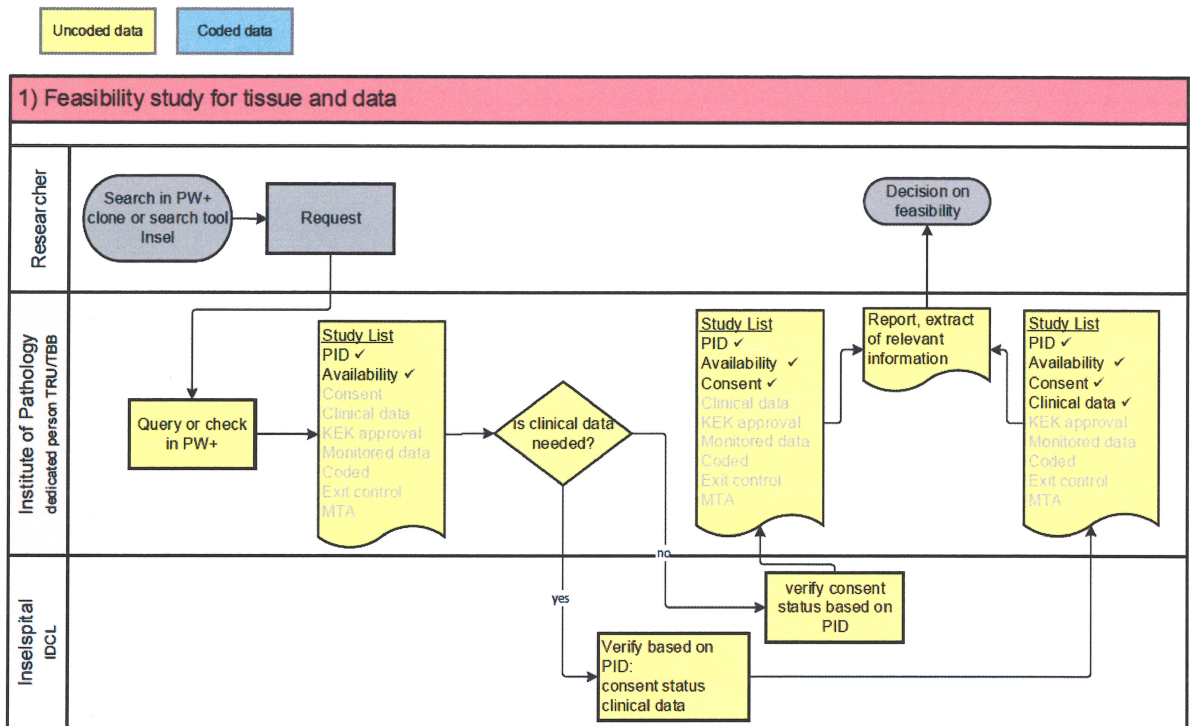 Uncoded data
Coded data
1) Feasibility study for tissue and data
Researcher
Search in PW+
clone or search tool
Insel
Request
Decision on
feasibility
Institute of Pathology
dedicated person TRU/TBB
Query or check
in PW+
Study List
PID ✓
Availability ✓
Consent
Clinical data
KEK approval
Monitored data
Coded
Exit control
MTA
is clinical data
needed?
Study List
PID ✓
Availability ✓
Consent ✓
Clinical data
KEK approval
Monitored data
Coded
Exit control
MTA
Report, extract
of relevant
information
Study List
PID ✓
Availability ✓
Consent ✓
Clinical data ✓
KEK approval
Monitored data
Coded
Exit control
MTA
Inselspital
IDCL
no
yes
verify consent
status based on
PID
Verify based on
PID:
consent status
clinical data